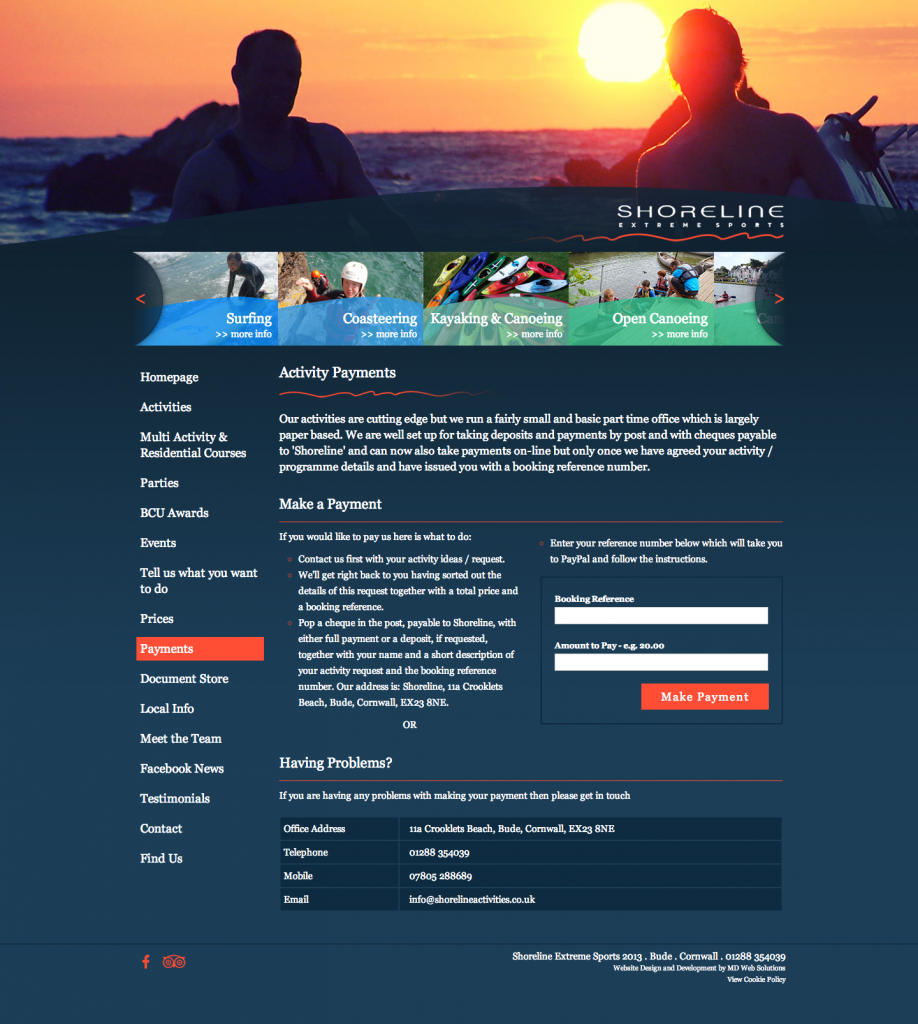 SHORELINE
EXTREME SPORTS
<
Surfing
>> more info
Coasteering
>> more info
Kayaking & Canoeing
>> more info
Open Canoeing
>> more info
>
Homepage
Activities
Multi Activity &
Residential Courses
Parties
BCU Awards
Events
Tell us what you want
to do
Prices
Payments
Document Store
Local Info
Meet the Team
Facebook News
Testimonials
Contact
Find Us
Activity Payments
Our activities are cutting edge but we run a fairly small and basic part time office which is largely
paper based. We are well set up for taking deposits and payments by post and with cheques payable
to 'Shoreline' and can now also take payments on-line but only once we have agreed your activity /
programme details and have issued you with a booking reference number.
Make a Payment
If you would like to pay us here is what to do:
Contact us first with your activity ideas / request.
We'll get right back to you having sorted out the
details of this request together with a total price and
a booking reference.
Pop a cheque in the post, payable to Shoreline, with
either full payment or a deposit, if requested,
together with your name and a short description of
your activity request and the booking reference
number. Our address is: Shoreline, 11a Crooklets
Beach, Bude, Cornwall, EX23 8NE.
OR
Enter your reference number below which will take you
to PayPal and follow the instructions.
Booking Reference
Amount to Pay - e.g. 20.00
Make Payment
Having Problems?
If you are having any problems with making your payment then please get in touch
Office Address 11a Crooklets Beach, Bude, Cornwall, EX23 8NE
Telephone 01288 354039
Mobile 07805 288689
Email info@shorelineactivities.co.uk
Shoreline Extreme Sports 2013 . Bude . Cornwall . 01288 354039
Website Design and Development by MD Web Solutions
View Cookie Policy